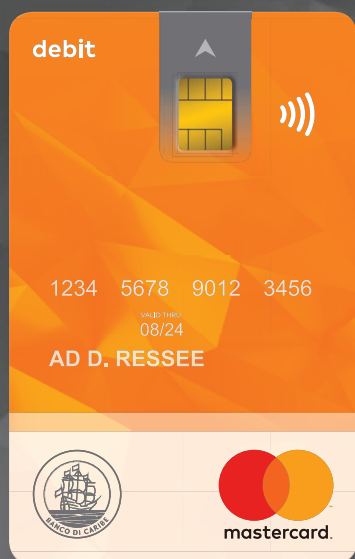 debit
1234 5678 9012 3456
VALID THRU
08/24
AD D. RESSEE
BANCO DI CARIBE
mastercard.